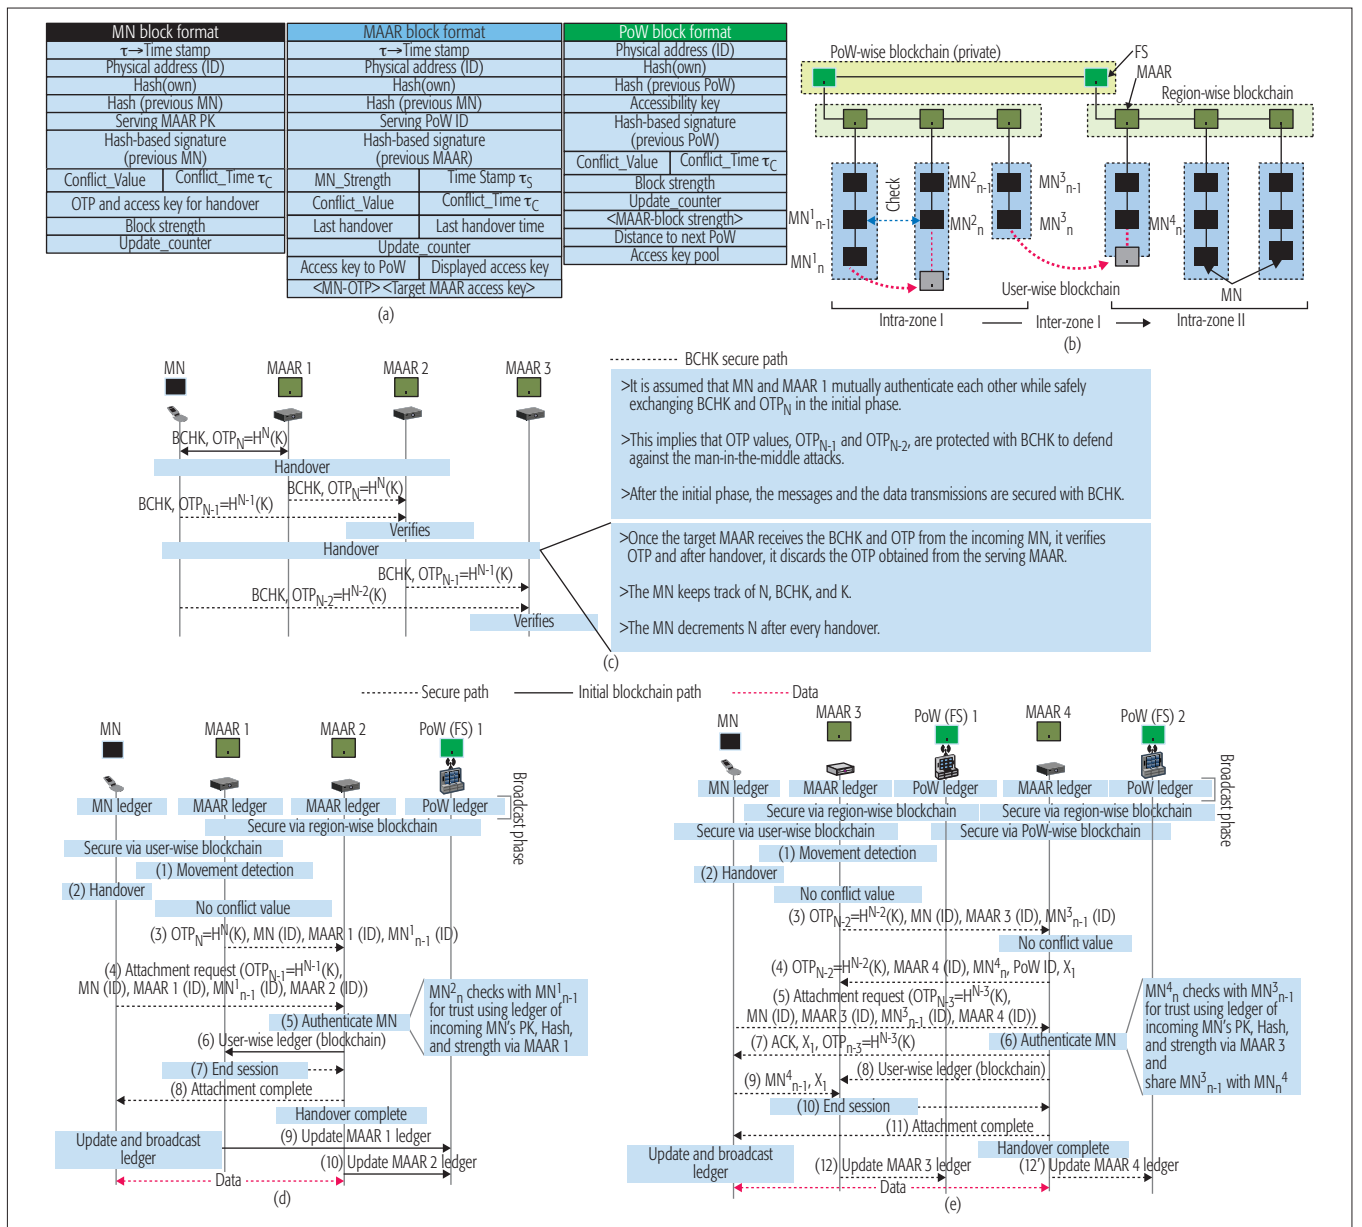 MN block format
τ→Time stamp
Physical address (ID)
Hash(own)
Hash (previous MN)
Serving MAAR PK
Hash-based signature
(previous MN)
Conflict_Value Conflict_Time τC
OTP and access key for handover
Block strength
Update_counter
MAAR block format
τ→Time stamp
Physical address (ID)
Hash(own)
Hash (previous MN)
Serving PoW ID
Hash-based signature
(previous MAAR)
MN_Strength Time Stamp τS
Conflict_Value Conflict_Time τC
Last handover Last handover time
Update_counter
Access key to PoW Displayed access key
<MN-OTP><Target MAAR access key>
PoW block format
Physical address (ID)
Hash(own)
Hash (previous PoW)
Accessibility key
Hash-based signature
(previous PoW)
Conflict_Value Conflict_Time τC
Block strength
Update_counter
<MAAR-block strength>
Distance to next PoW
Access key pool
(a)
PoW-wise blockchain (private)
FS
MAAR
Region-wise blockchain
Check
MN2n-1
MN3n-1
MN1n-1
MN2n
MN3n
MN4n
MN1n
User-wise blockchain
MN
Intra-zone I
Inter-zone I
Intra-zone II
(b)
BCHK secure path
MN
MAAR 1
MAAR 2
MAAR 3
BCHK, OTPN=HN(K)
Handover
BCHK, OTPN=HN(K)
BCHK, OTPN-1=HN-1(K)
Verifies
Handover
BCHK, OTPN-1=HN-1(K)
BCHK, OTPN-2=HN-2(K)
Verifies
>It is assumed that MN and MAAR 1 mutually authenticate each other while safely
exchanging BCHK and OTPN in the initial phase.
>This implies that OTP values, OTPN-1 and OTPN-2, are protected with BCHK to defend
against the man-in-the-middle attacks.
>After the initial phase, the messages and the data transmissions are secured with BCHK.
>Once the target MAAR receives the BCHK and OTP from the incoming MN, it verifies
OTP and after handover, it discards the OTP obtained from the serving MAAR.
>The MN keeps track of N, BCHK, and K.
>The MN decrements N after every handover.
(c)
Secure path
Initial blockchain path
Data
MN
MAAR 1
MAAR 2
PoW (FS) 1
MN ledger
MAAR ledger
MAAR ledger
PoW ledger
Broadcast phase
Secure via region-wise blockchain
Secure via user-wise blockchain
(1) Movement detection
(2) Handover
No conflict value
(3) OTPN=HN(K), MN (ID), MAAR 1 (ID), MN1n-1 (ID)
(4) Attachment request (OTPN-1=HN-1(K),
MN (ID), MAAR 1 (ID), MN1n-1 (ID), MAAR 2 (ID))
(5) Authenticate MN
MN2n checks with MN1n-1
for trust using ledger of
incoming MN's PK, Hash,
and strength via MAAR 1
(6) User-wise ledger (blockchain)
(7) End session
(8) Attachment complete
Handover complete
Update and broadcast
ledger
(9) Update MAAR 1 ledger
(10) Update MAAR 2 ledger
Data
(d)
MN
MAAR 3
PoW (FS) 1
MAAR 4
PoW (FS) 2
MN ledger
MAAR ledger
PoW ledger
MAAR ledger
PoW ledger
Broadcast phase
Secure via region-wise blockchain
Secure via region-wise blockchain
Secure via user-wise blockchain
Secure via PoW-wise blockchain
(1) Movement detection
(2) Handover
No conflict value
(3) OTPN-2=HN-2(K), MN (ID), MAAR 3 (ID), MN3n-1 (ID)
No conflict value
(4) OTPN-2=HN-2(K), MAAR 4 (ID), MN4n, PoW ID, X1
(5) Attachment request (OTPN-3=HN-3(K),
MN (ID), MAAR 3 (ID), MN3n-1 (ID), MAAR 4 (ID))
(6) Authenticate MN
MN4n checks with MN3n-1
for trust using ledger of
incoming MN's PK, Hash,
and strength via MAAR 3
and
share MN3n-1 with MNn4
(7) ACK, X1, OTPn-3=HN-3(K)
(8) User-wise ledger (blockchain)
(9) MN4n-1, X1
(10) End session
(11) Attachment complete
Handover complete
Update and broadcast
ledger
(12) Update MAAR 3 ledger
(12') Update MAAR 4 ledger
Data
(e)